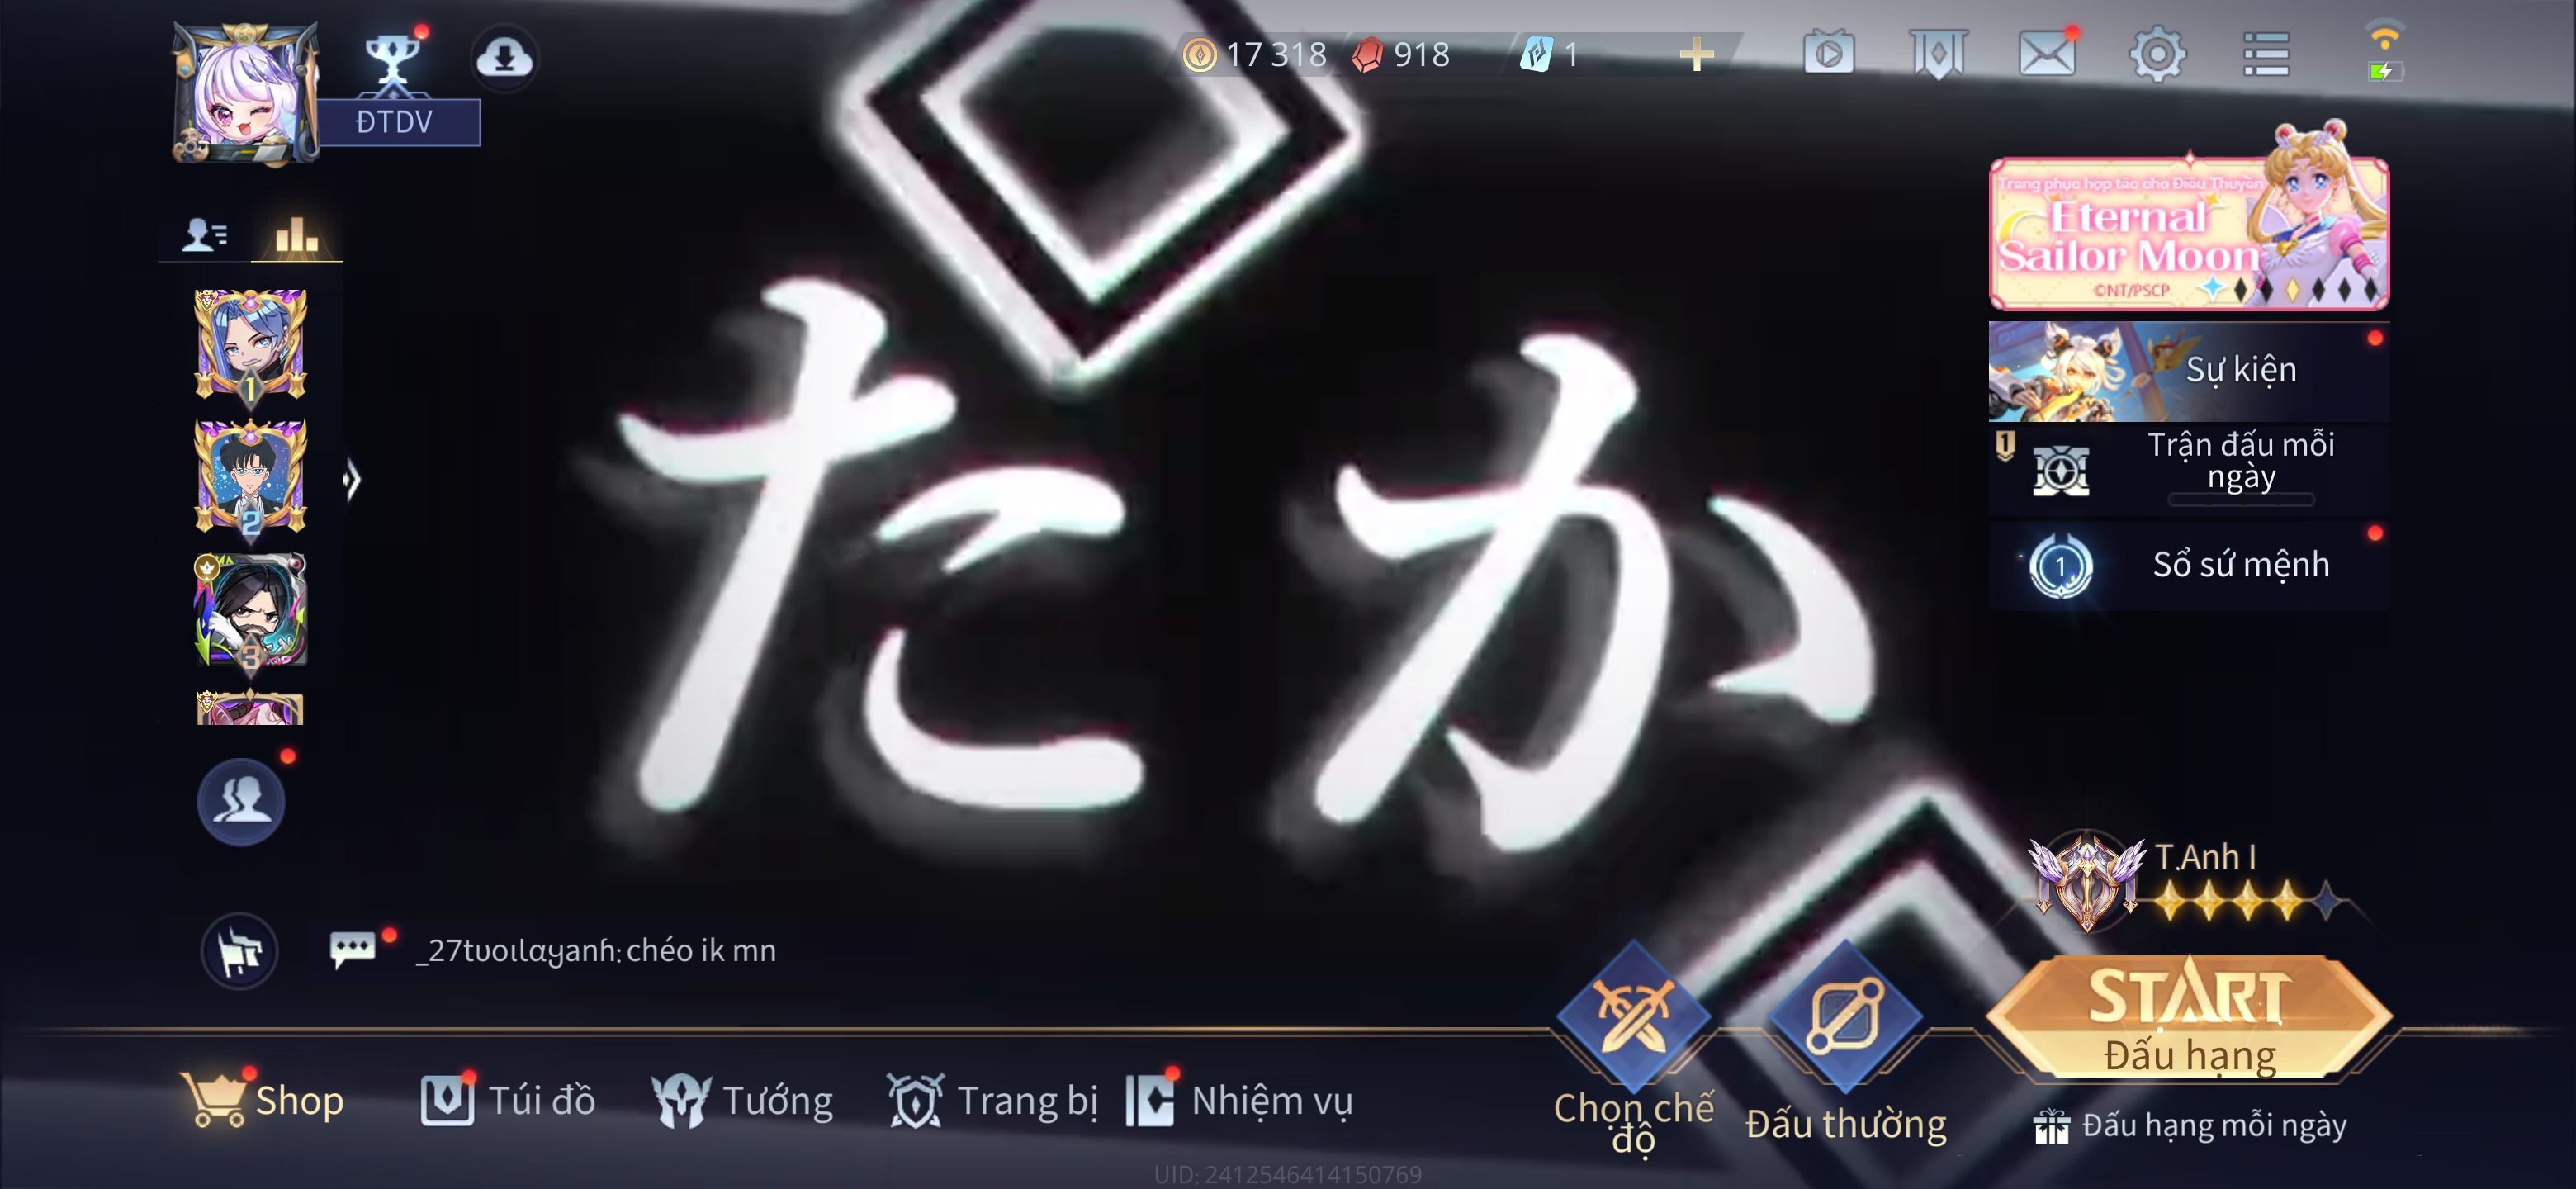 17 318
918
1
ĐTDV
1
2
3
たか
Trang phục hợp tác cho Điêu Thuyền
Eternal
Sailor Moon
©NT/PSCP
Sự kiện
1
Trận đấu mỗi
ngày
1
Sổ sứ mệnh
T.Anh I
_27tυoιlαyanɦ: chéo ik mn
START
Đấu hạng
Shop
Túi đồ
Tướng
Trang bị
Nhiệm vụ
Chọn chế
độ
Đấu thường
Đấu hạng mỗi ngày
UID: 2412546414150769